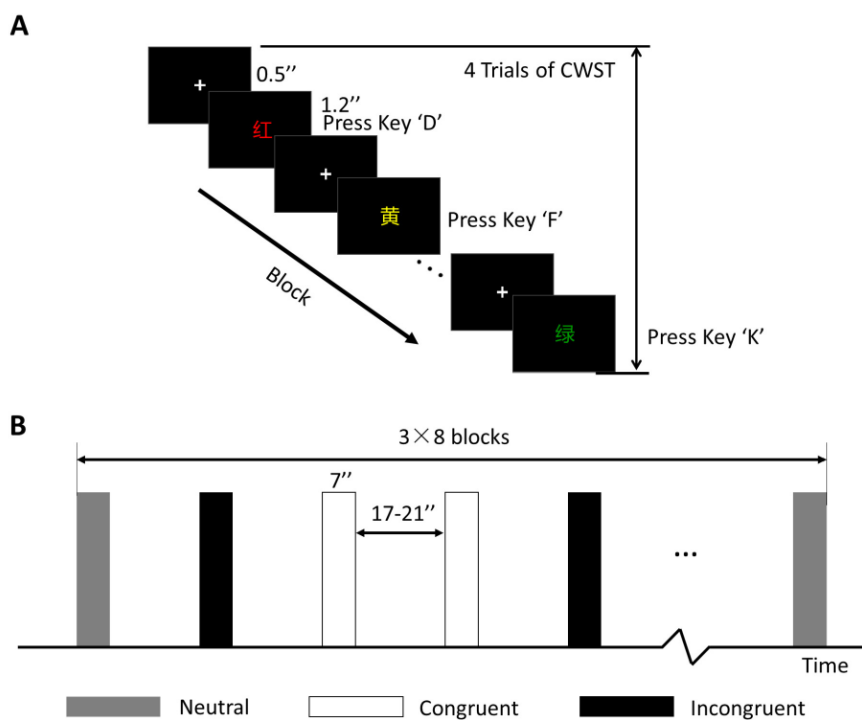 A
+
0.5’’
4 Trials of CWST
红
1.2’’
Press Key ‘D’
+
黄
Press Key ‘F’
...
Block
+
绿
Press Key ‘K’
B
3×8 blocks
7’’
17-21’’
...
Time
Neutral
Congruent
Incongruent